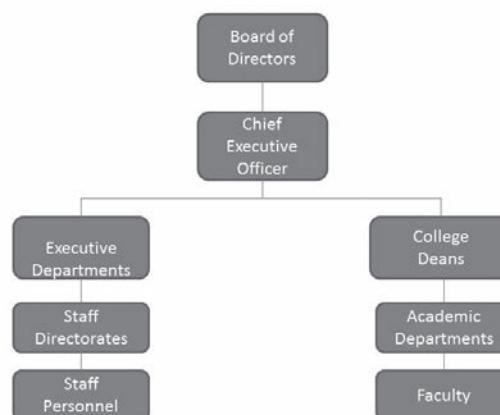 Board of
Directors
Chief
Executive
Officer
Executive
Departments
College
Deans
Staff
Directorates
Academic
Departments
Staff
Personnel
Faculty